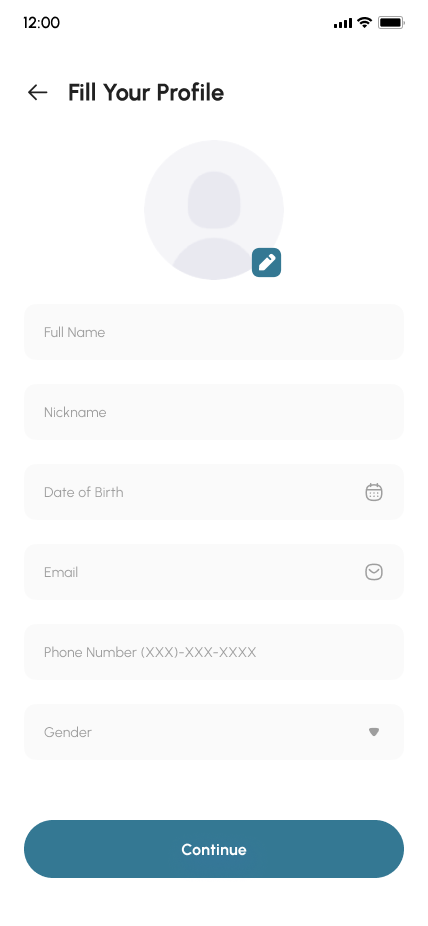 12:00
Fill Your Profile
Full Name
Nickname
Date of Birth
Email
Phone Number (XXX)-XXX-XXXX
Gender
Continue